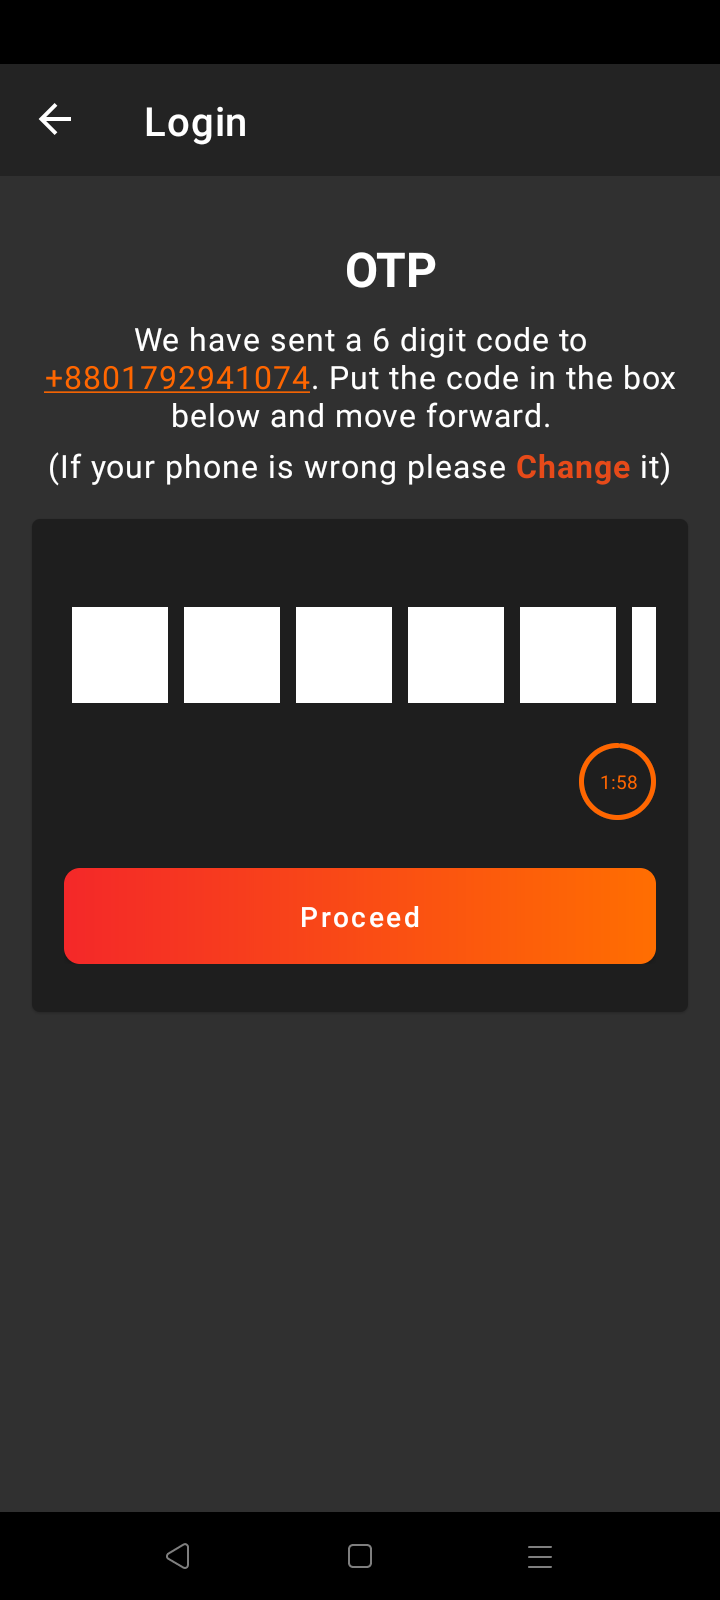 Login
OTP
We have sent a 6 digit code to
+8801792941074. Put the code in the box
below and move forward.
(If your phone is wrong please Change it)
1:58
Proceed